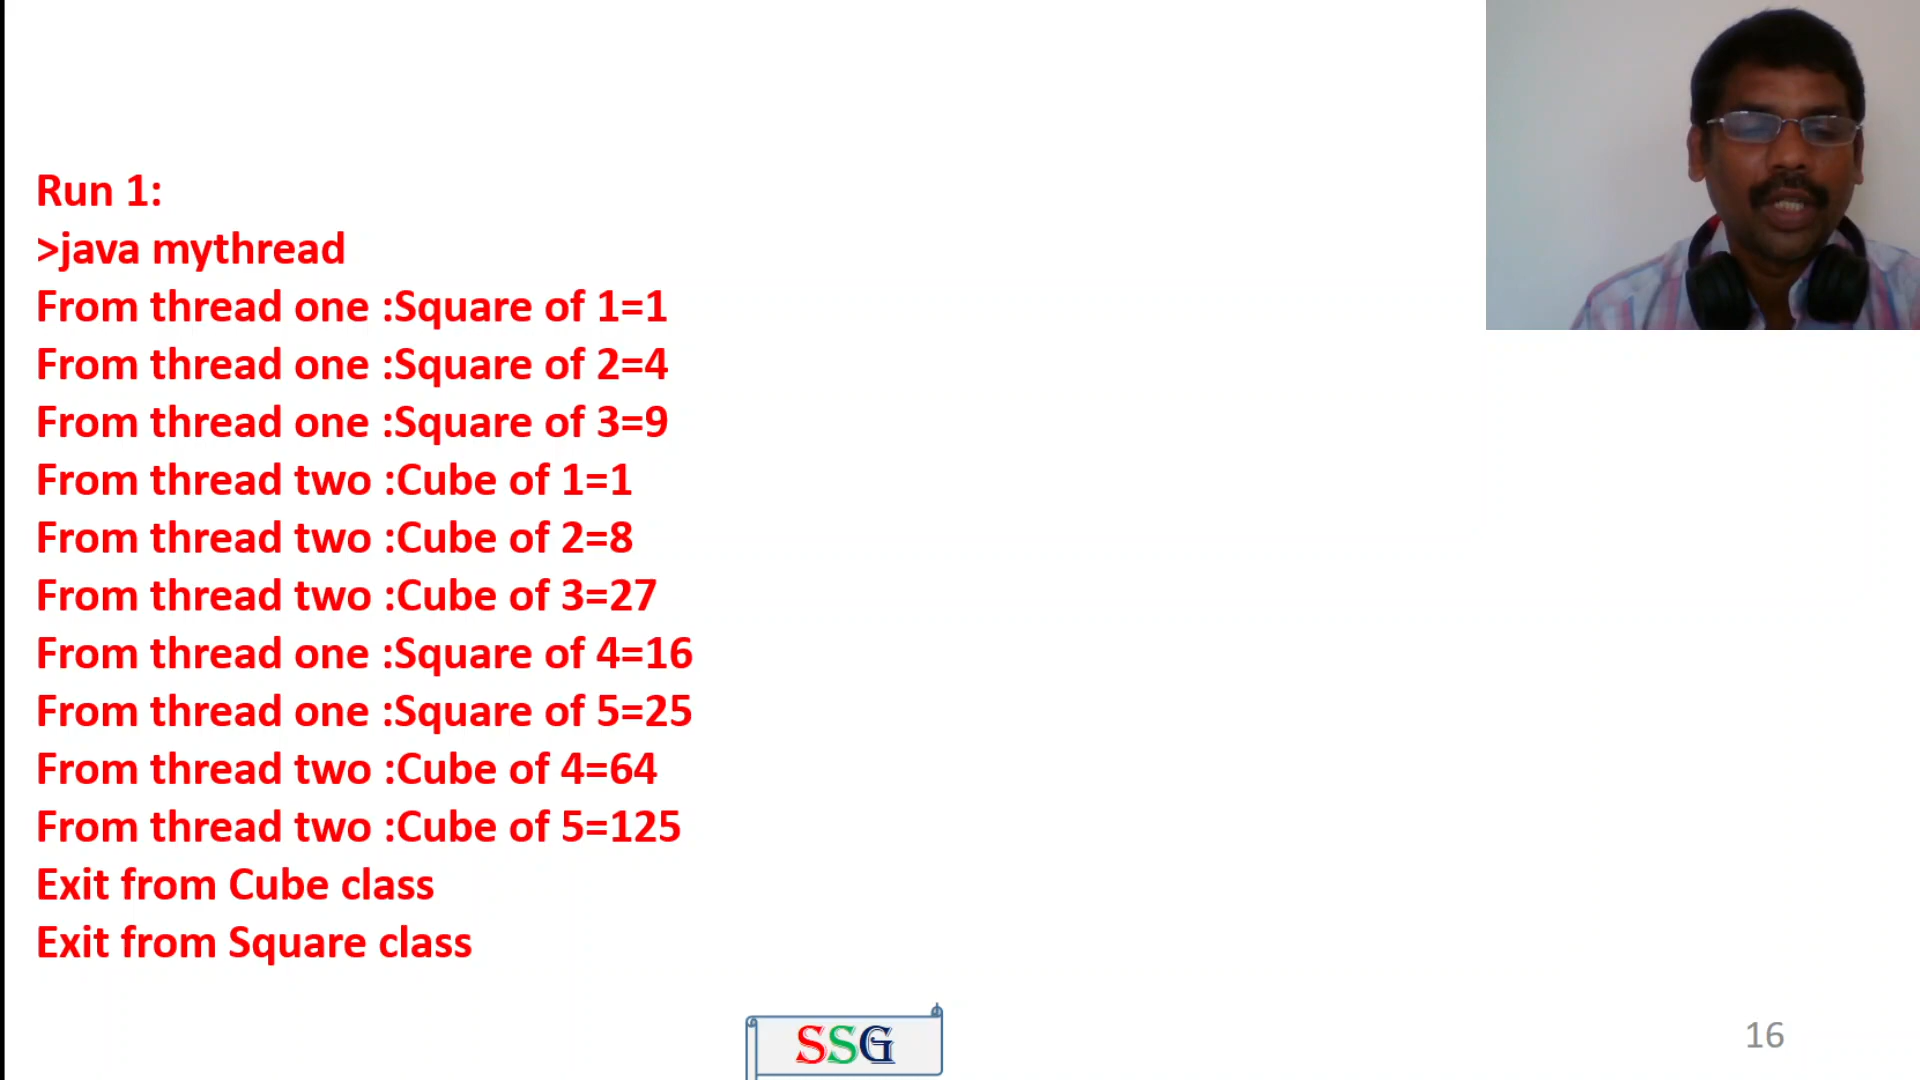 Run 1:
>java mythread
From thread one :Square of 1=1
From thread one :Square of 2=4
From thread one :Square of 3=9
From thread two :Cube of 1=1
From thread two :Cube of 2=8
From thread two :Cube of 3=27
From thread one :Square of 4=16
From thread one :Square of 5=25
From thread two :Cube of 4=64
From thread two :Cube of 5=125
Exit from Cube class
Exit from Square class
SSG
16